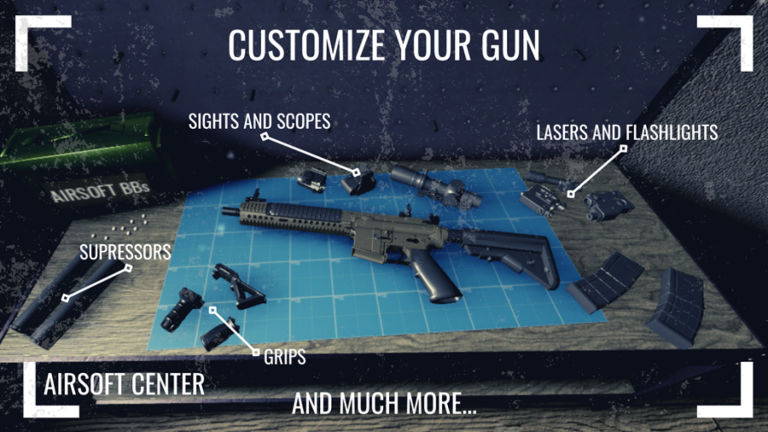 CUSTOMIZE YOUR GUN
SIGHTS AND SCOPES
LASERS AND FLASHLIGHTS
AIRSOFT BBs
SUPRESSORS
GRIPS
AIRSOFT CENTER
AND MUCH MORE...